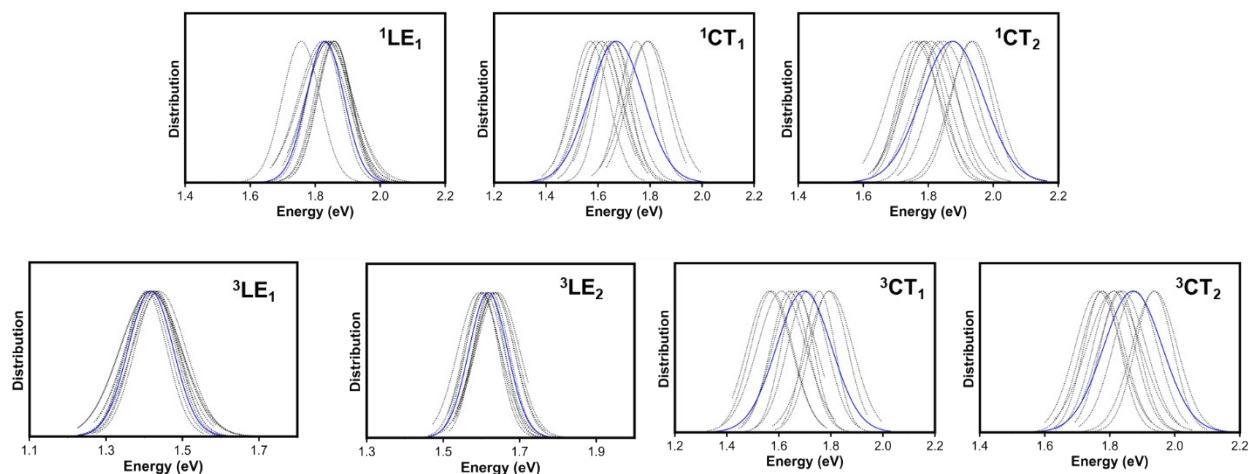 ¹LE₁
Distribution
1.4 1.6 1.8 2.0 2.2
Energy (eV)
¹CT₁
Distribution
1.2 1.4 1.6 1.8 2.0 2.2
Energy (eV)
¹CT₂
Distribution
1.4 1.6 1.8 2.0 2.2
Energy (eV)
³LE₁
Distribution
1.1 1.3 1.5 1.7
Energy (eV)
³LE₂
Distribution
1.3 1.5 1.7 1.9
Energy (eV)
³CT₁
Distribution
1.2 1.4 1.6 1.8 2.0 2.2
Energy (eV)
³CT₂
Distribution
1.4 1.6 1.8 2.0 2.2
Energy (eV)